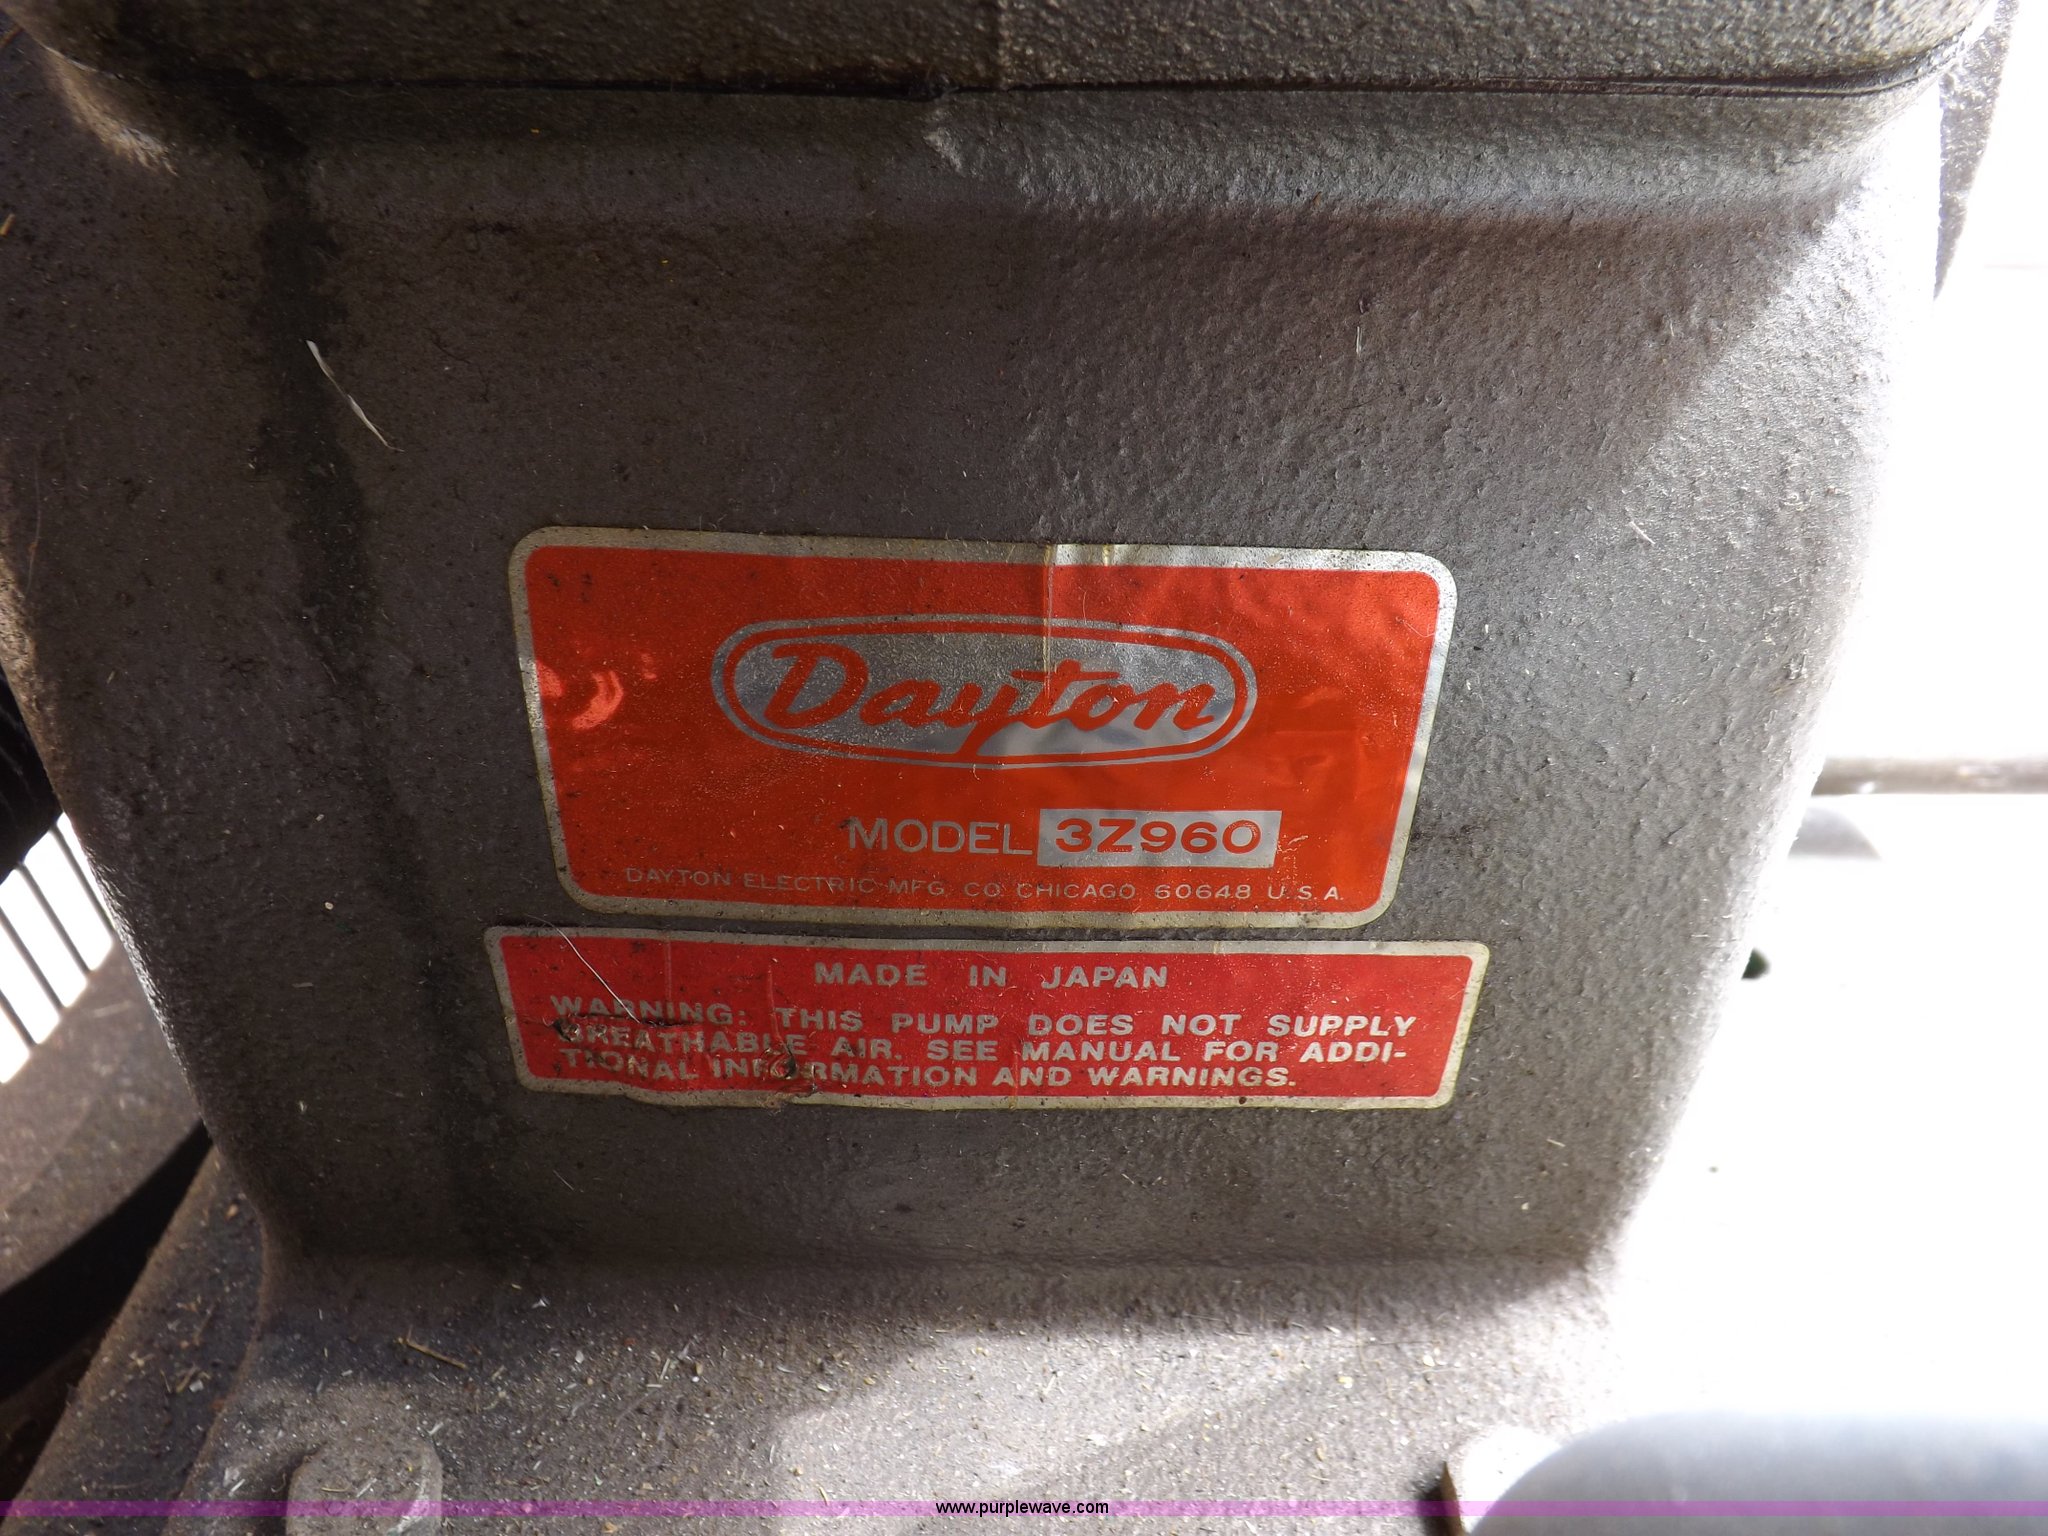 Dayton
MODEL 3Z960
DAYTON ELECTRIC MFG. CO. CHICAGO 60648 U.S.A.
MADE IN JAPAN
WARNING: THIS PUMP DOES NOT SUPPLY
BREATHABLE AIR. SEE MANUAL FOR ADDI-
TIONAL INFORMATION AND WARNINGS.
www.purplewave.com